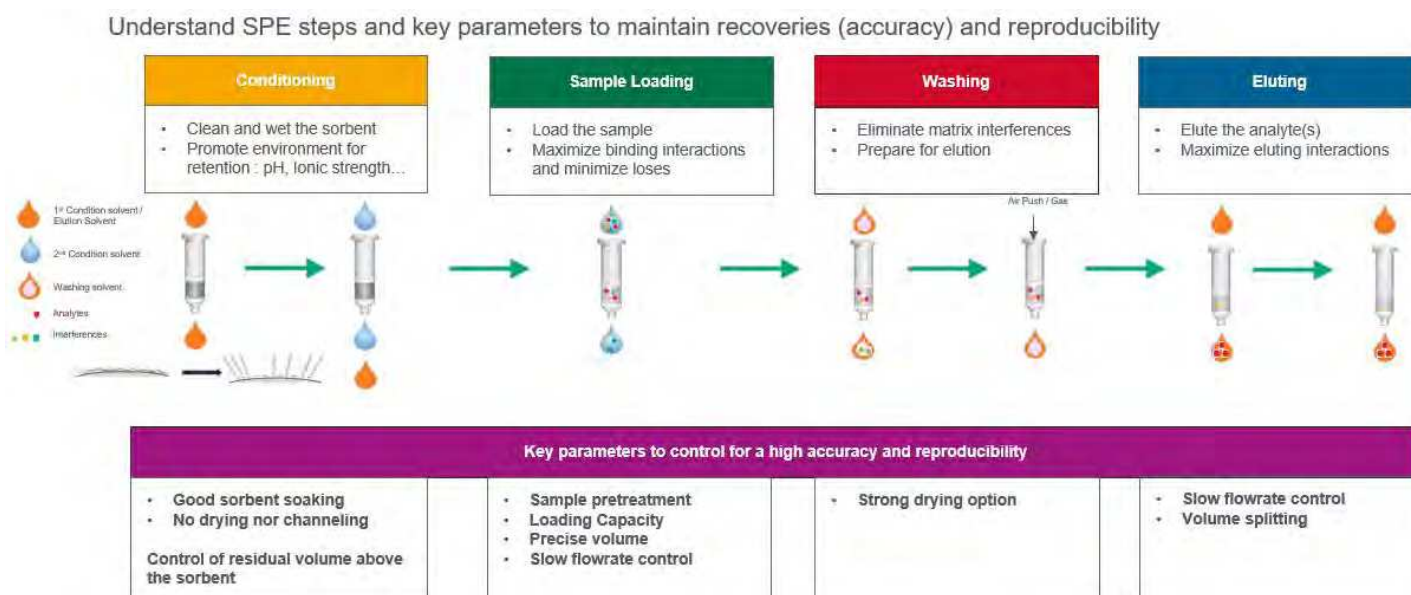 Understand SPE steps and key parameters to maintain recoveries (accuracy) and reproducibility
Conditioning
• Clean and wet the sorbent
• Promote environment for
retention : pH, Ionic strength…
Sample Loading
• Load the sample
• Maximize binding interactions
and minimize loses
Washing
• Eliminate matrix interferences
• Prepare for elution
Eluting
• Elute the analyte(s)
• Maximize eluting interactions
1st Condition solvent /
Elution Solvent
2nd Condition solvent
Washing solvent
Analytes
Interferences
Air Push / Gas
Key parameters to control for a high accuracy and reproducibility
• Good sorbent soaking
• No drying nor channeling
Control of residual volume above
the sorbent
• Sample pretreatment
• Loading Capacity
• Precise volume
• Slow flowrate control
• Strong drying option
• Slow flowrate control
• Volume splitting